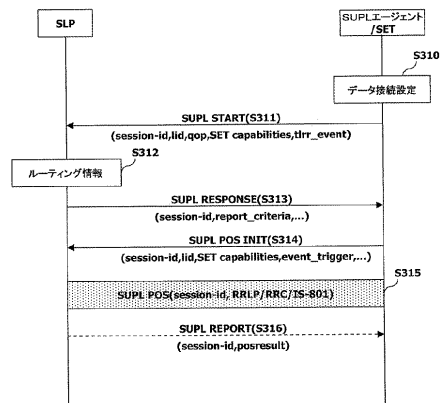 SLP
SUPLエージェント
/SET
S310
データ接続設定
SUPL START(S311)
(session-id,lid,qop,SET capabilities,tlrr_event)
S312
ルーティング情報
SUPL RESPONSE(S313)
(session-id,report_criteria,...)
SUPL POS INIT(S314)
(session-id,lid,SET capabilities,event_trigger,...)
S315
SUPL POS(session-id, RRLP/RRC/IS-801)
SUPL REPORT(S316)
(session-id,posresult)